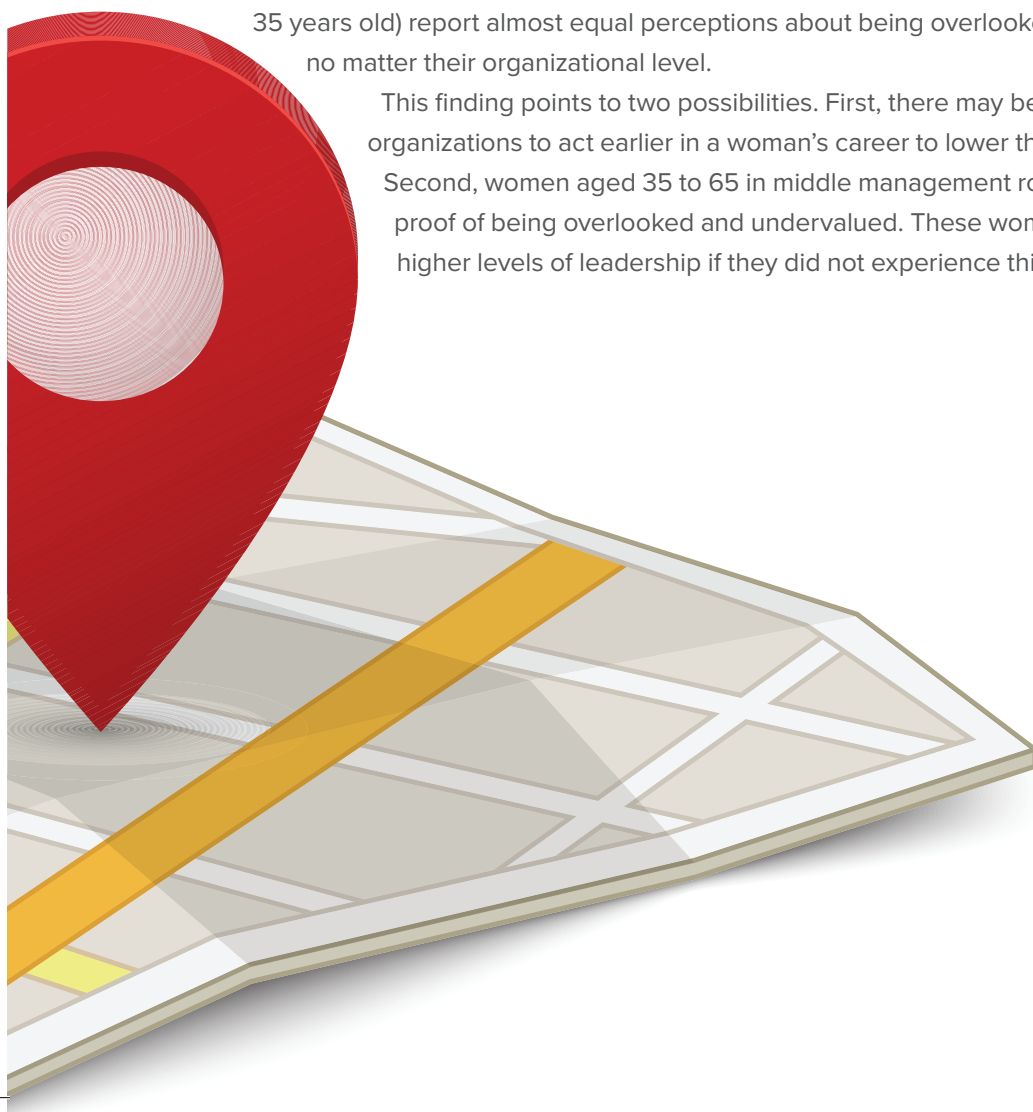 35 years old) report almost equal perceptions about being overlook
no matter their organizational level.
This finding points to two possibilities. First, there may be
organizations to act earlier in a woman’s career to lower th
Second, women aged 35 to 65 in middle management ro
proof of being overlooked and undervalued. These wom
higher levels of leadership if they did not experience thi